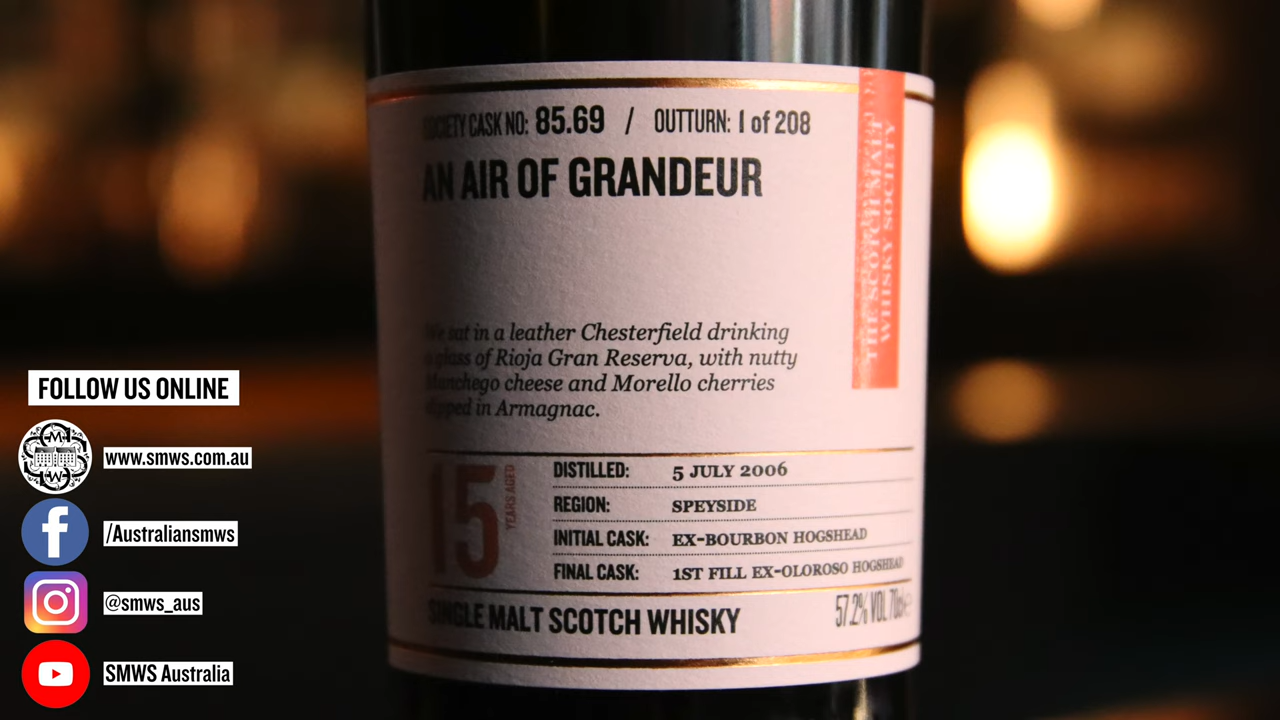 SOCIETY CASK NO: 85.69 / OUTTURN: 1 of 208
AN AIR OF GRANDEUR
THE SCOTCH MALT
WHISKY SOCIETY
We sat in a leather Chesterfield drinking
a glass of Rioja Gran Reserva, with nutty
Manchego cheese and Morello cherries
dipped in Armagnac.
15 YEARS AGED
DISTILLED: 5 JULY 2006
REGION: SPEYSIDE
INITIAL CASK: EX-BOURBON HOGSHEAD
FINAL CASK: 1ST FILL EX-OLOROSO HOGSHEAD
SINGLE MALT SCOTCH WHISKY 57.2% VOL 70cl
FOLLOW US ONLINE
www.smws.com.au
/Australiansmws
@smws_aus
SMWS Australia